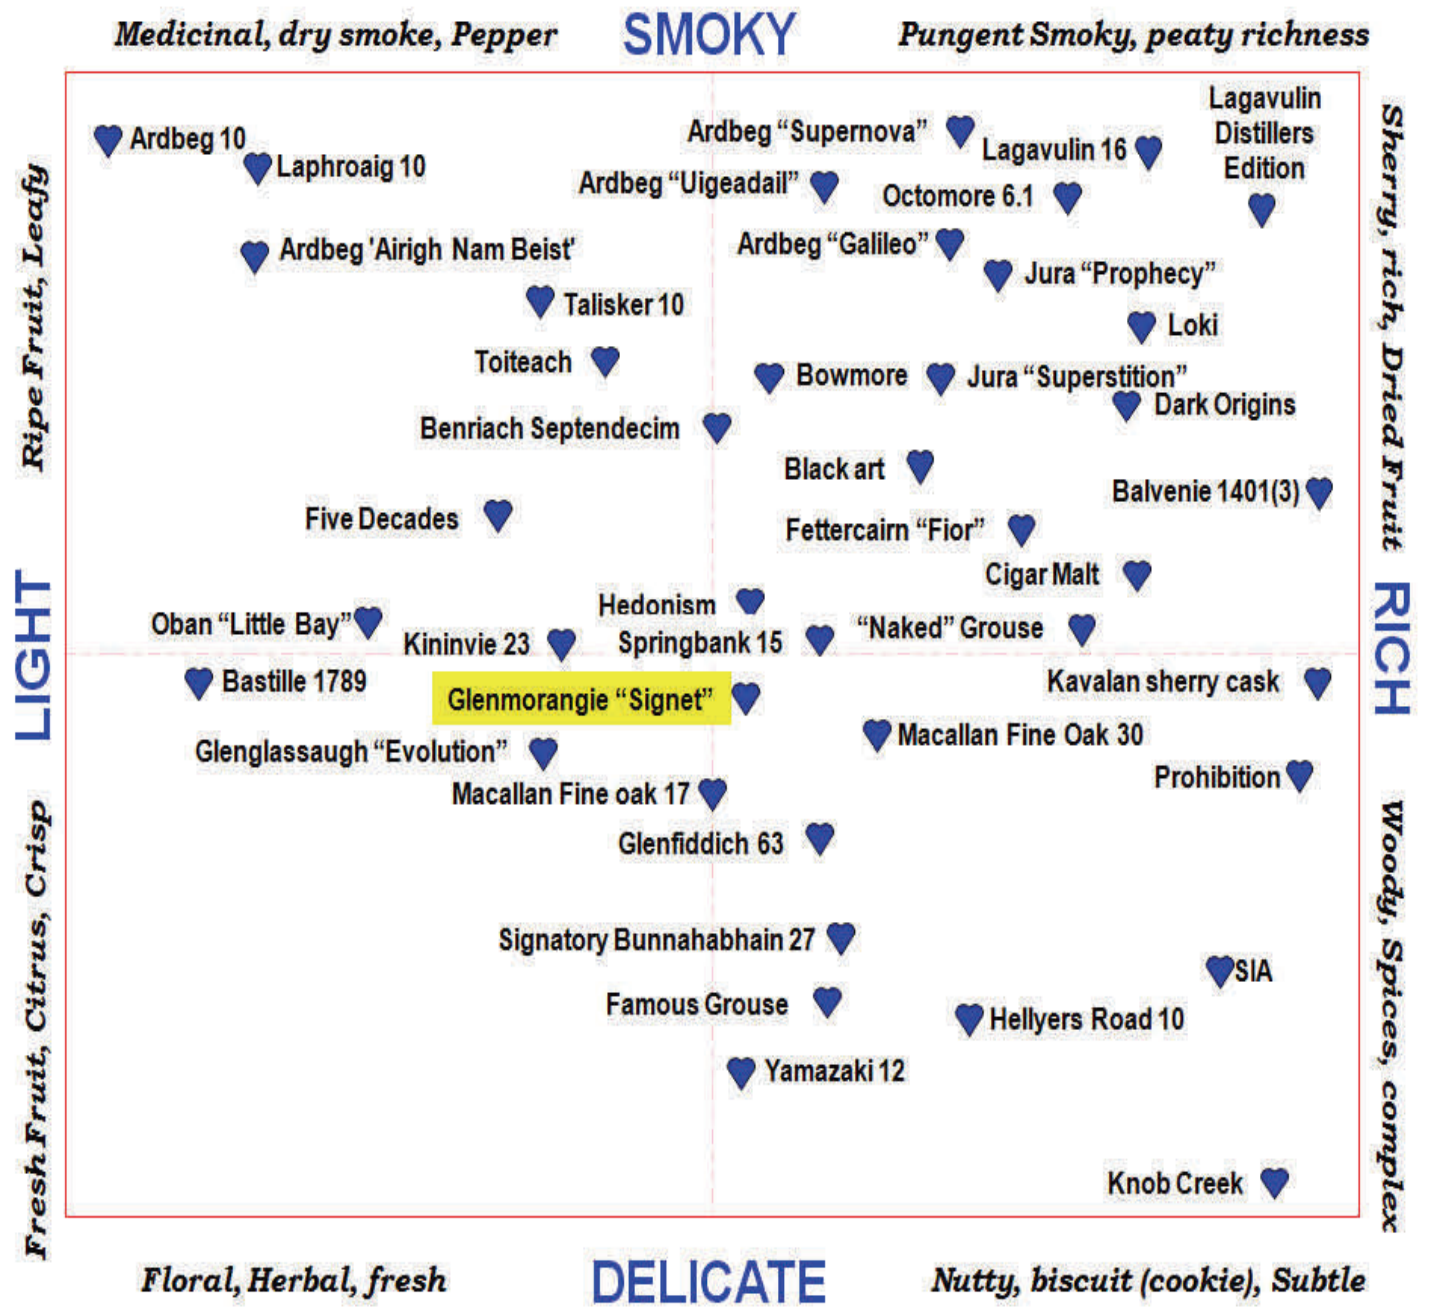 Medicinal, dry smoke, Pepper
SMOKY
Pungent Smoky, peaty richness
Ripe Fruit, Leafy
LIGHT
Fresh Fruit, Citrus, Crisp
Sherry, rich, Dried Fruit
RICH
Woody, Spices, complex
Ardbeg 10
Laphroaig 10
Ardbeg 'Airigh Nam Beist'
Talisker 10
Toiteach
Benriach Septendecim
Five Decades
Oban “Little Bay”
Kininvie 23
Ardbeg “Supernova”
Lagavulin 16
Lagavulin
Distillers
Edition
Ardbeg “Uigeadail”
Octomore 6.1
Ardbeg “Galileo”
Jura “Prophecy”
Loki
Bowmore
Jura “Superstition”
Dark Origins
Black art
Balvenie 1401(3)
Fettercairn “Fior”
Cigar Malt
Hedonism
Springbank 15
“Naked” Grouse
Bastille 1789
Glenmorangie “Signet”
Kavalan sherry cask
Glenglassaugh “Evolution”
Macallan Fine Oak 30
Macallan Fine oak 17
Prohibition
Glenfiddich 63
Signatory Bunnahabhain 27
SIA
Famous Grouse
Hellyers Road 10
Yamazaki 12
Knob Creek
Floral, Herbal, fresh
DELICATE
Nutty, biscuit (cookie), Subtle